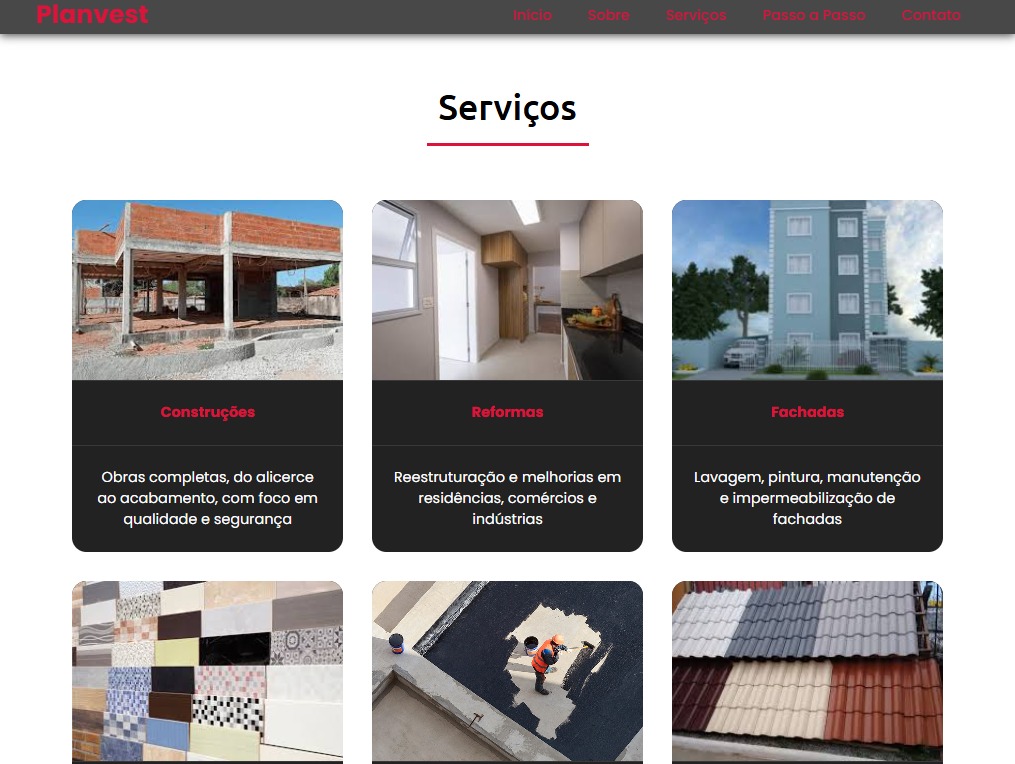 Planvest
Início
Sobre
Serviços
Passo a Passo
Contato
Serviços
Construções
Reformas
Fachadas
Obras completas, do alicerce
ao acabamento, com foco em
qualidade e segurança
Reestruturação e melhorias em
residências, comércios e
indústrias
Lavagem, pintura, manutenção
e impermeabilização de
fachadas